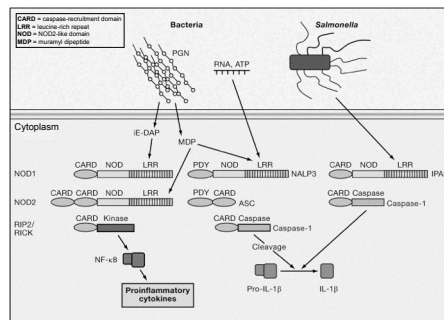 CARD = caspase-recruitment domain
LRR = leucine-rich repeat
NOD = NOD2-like domain
MDP = muramyl dipeptide
Bacteria
Salmonella
PGN
RNA, ATP
Cytoplasm
iE-DAP
MDP
NOD1
CARD NOD LRR
PDY NOD LRR
NALP3
CARD NOD LRR
IPA
NOD2
CARD CARD NOD LRR
PDY CARD
ASC
CARD Caspase
Caspase-1
RIP2/
RICK
CARD Kinase
CARD Caspase
Caspase-1
Cleavage
NF-κB
Pro-IL-1β
IL-1β
Proinflammatory
cytokines